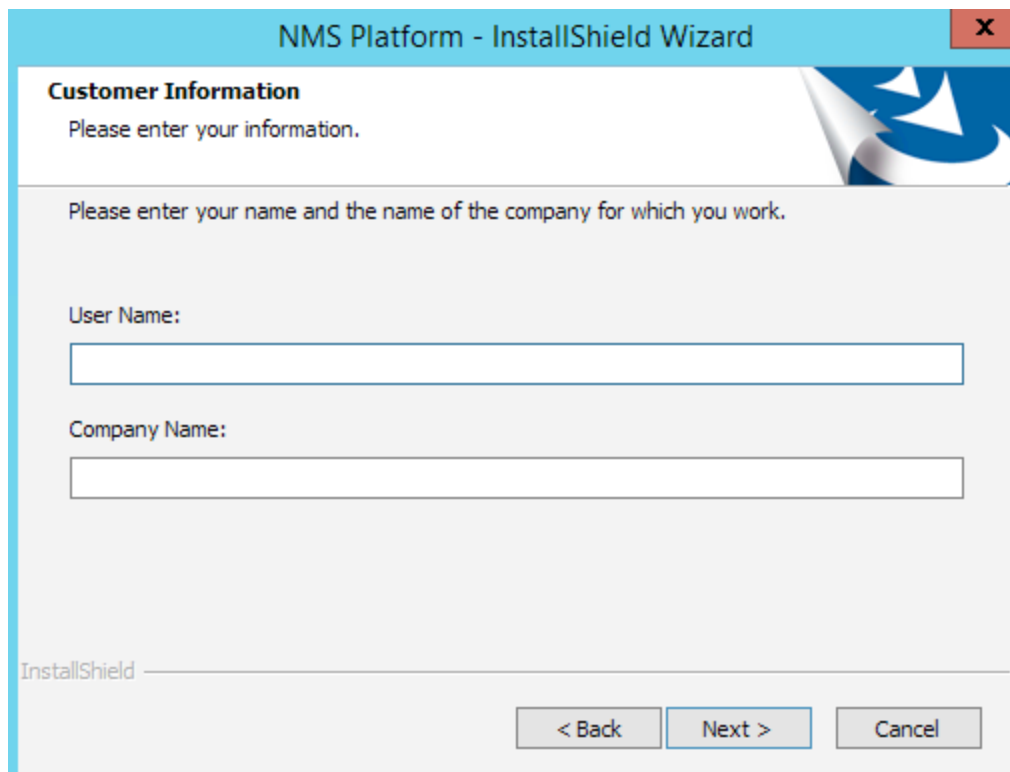 NMS Platform - InstallShield Wizard
x
Customer Information
Please enter your information.
Please enter your name and the name of the company for which you work.
User Name:
Company Name:
InstallShield
< Back Next > Cancel